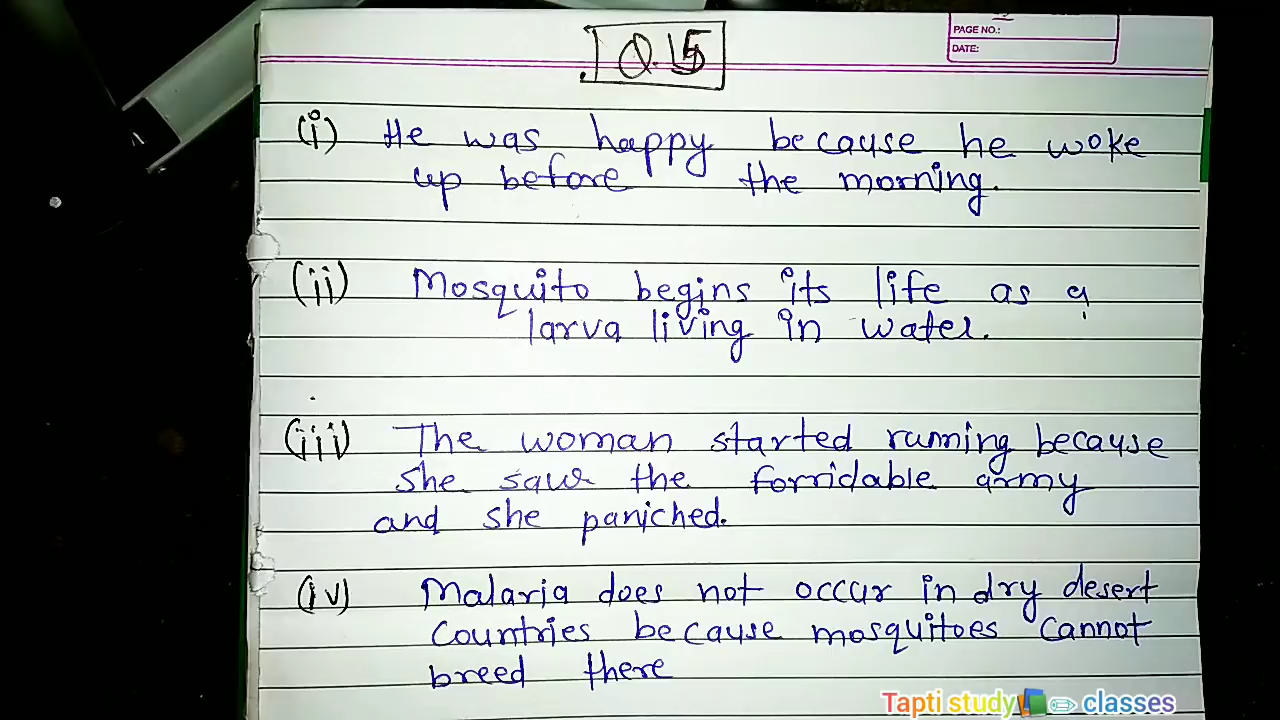 PAGE NO.:
DATE:
Q.15
(i) He was happy because he woke
up before the morning.
(ii) Mosquito begins its life as a
larva living in water.
(iii) The woman started running because
she saw the forridable army
and she paniched.
(iv) Malaria does not occur in dry desert
countries because mosquitoes cannot
breed there
Tapti study classes